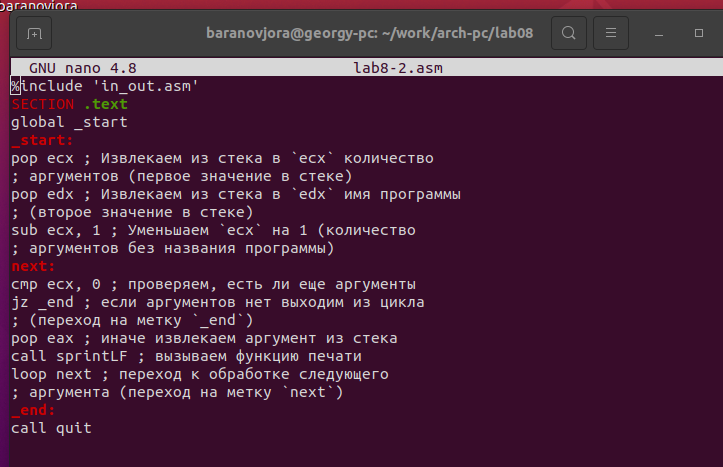 baranovjora
baranovjora@georgy-pc: ~/work/arch-pc/lab08
GNU nano 4.8 lab8-2.asm
%include 'in_out.asm'
SECTION .text
global _start
_start:
pop ecx ; Извлекаем из стека в `ecx` количество
; аргументов (первое значение в стеке)
pop edx ; Извлекаем из стека в `edx` имя программы
; (второе значение в стеке)
sub ecx, 1 ; Уменьшаем `ecx` на 1 (количество
; аргументов без названия программы)
next:
cmp ecx, 0 ; проверяем, есть ли еще аргументы
jz _end ; если аргументов нет выходим из цикла
; (переход на метку `_end`)
pop eax ; иначе извлекаем аргумент из стека
call sprintLF ; вызываем функцию печати
loop next ; переход к обработке следующего
; аргумента (переход на метку `next`)
_end:
call quit